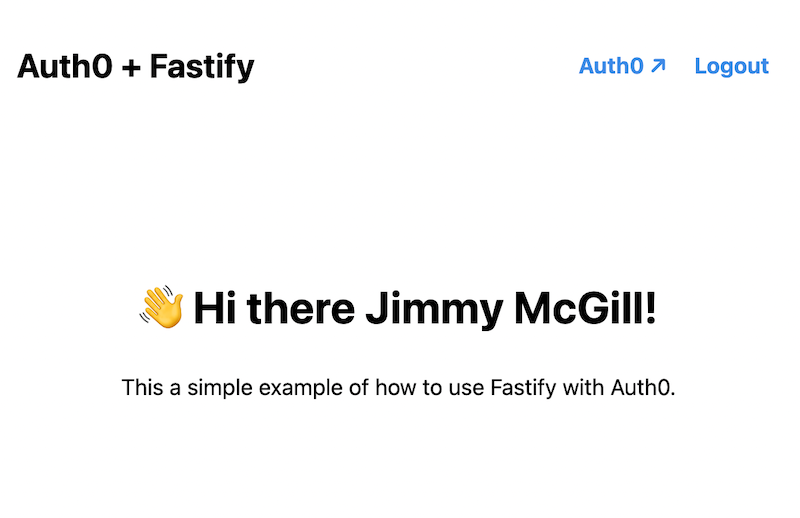 Auth0 + Fastify
Auth0 ↗ Logout
👋 Hi there Jimmy McGill!
This a simple example of how to use Fastify with Auth0.